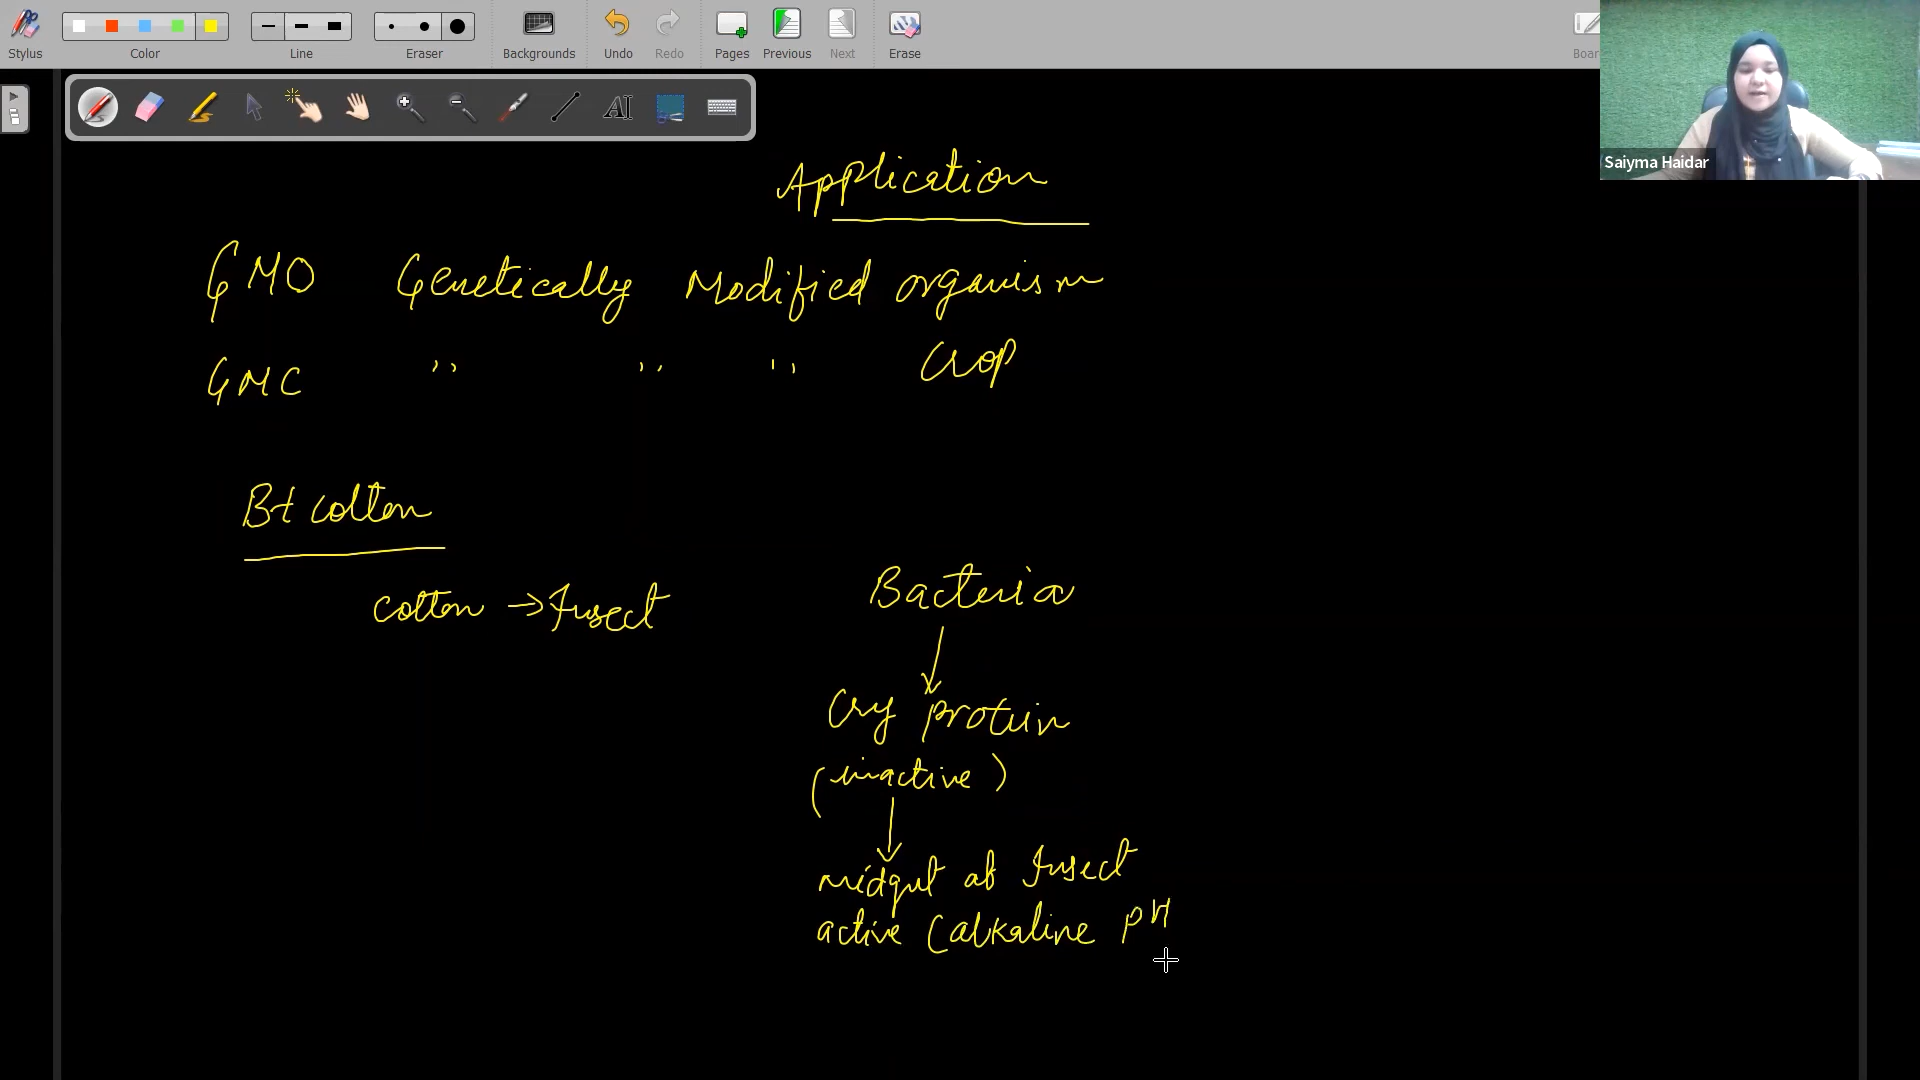 Stylus Color Line Eraser Backgrounds Undo Redo Pages Previous Next Erase Boar
Saiyma Haidar
Application
GMO Genetically Modified organism
GMC ,, ,, ,, Crop
Bt cotton
cotton → Insect
Bacteria
Cry protein
(inactive)
midgut of Insect
active (alkaline pH